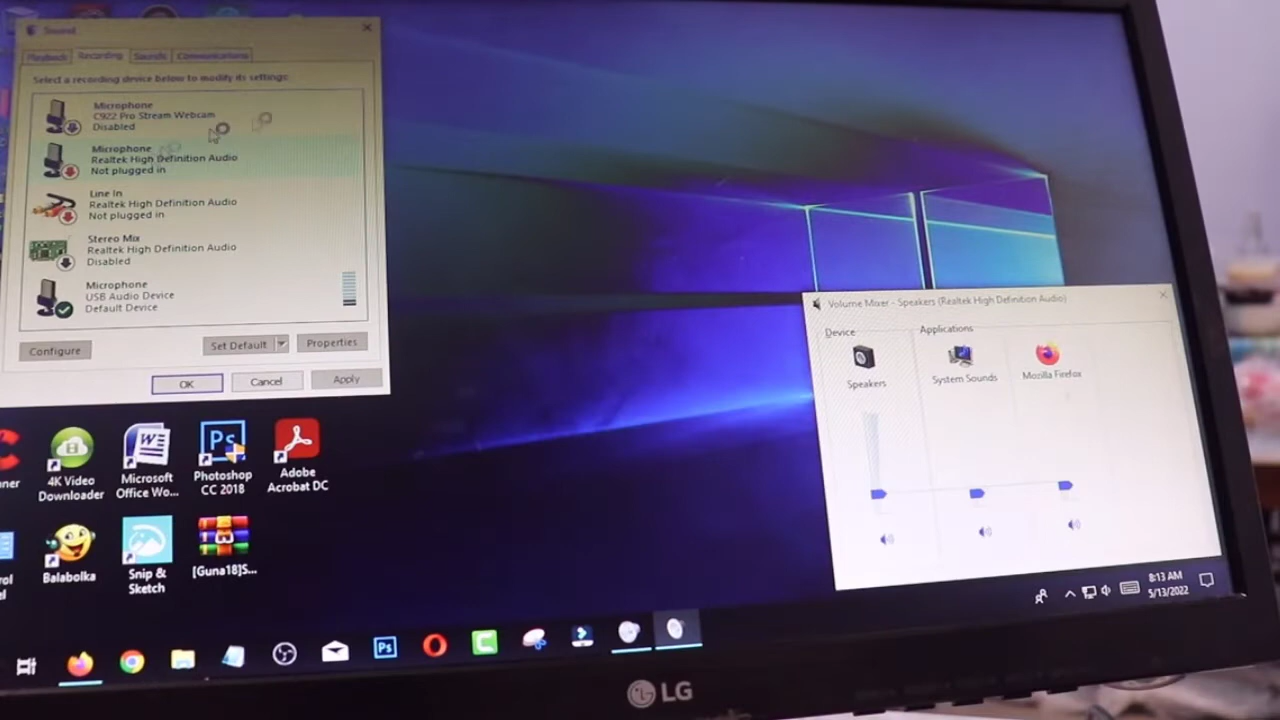 Sound
Playback Recording Sounds Communications
Select a recording device below to modify its settings:
Microphone
C922 Pro Stream Webcam
Disabled
Microphone
Realtek High Definition Audio
Not plugged in
Line In
Realtek High Definition Audio
Not plugged in
Stereo Mix
Realtek High Definition Audio
Disabled
Microphone
USB Audio Device
Default Device
Configure Set Default Properties
OK Cancel Apply
Volume Mixer - Speakers (Realtek High Definition Audio)
Device Applications
Speakers System Sounds Mozilla Firefox
4K Video
Downloader
Microsoft
Office Wo...
Ps
Photoshop
CC 2018
Adobe
Acrobat DC
Balabolka
Snip &
Sketch
[Guna18]S...
Ps
8:13 AM
5/13/2022
LG